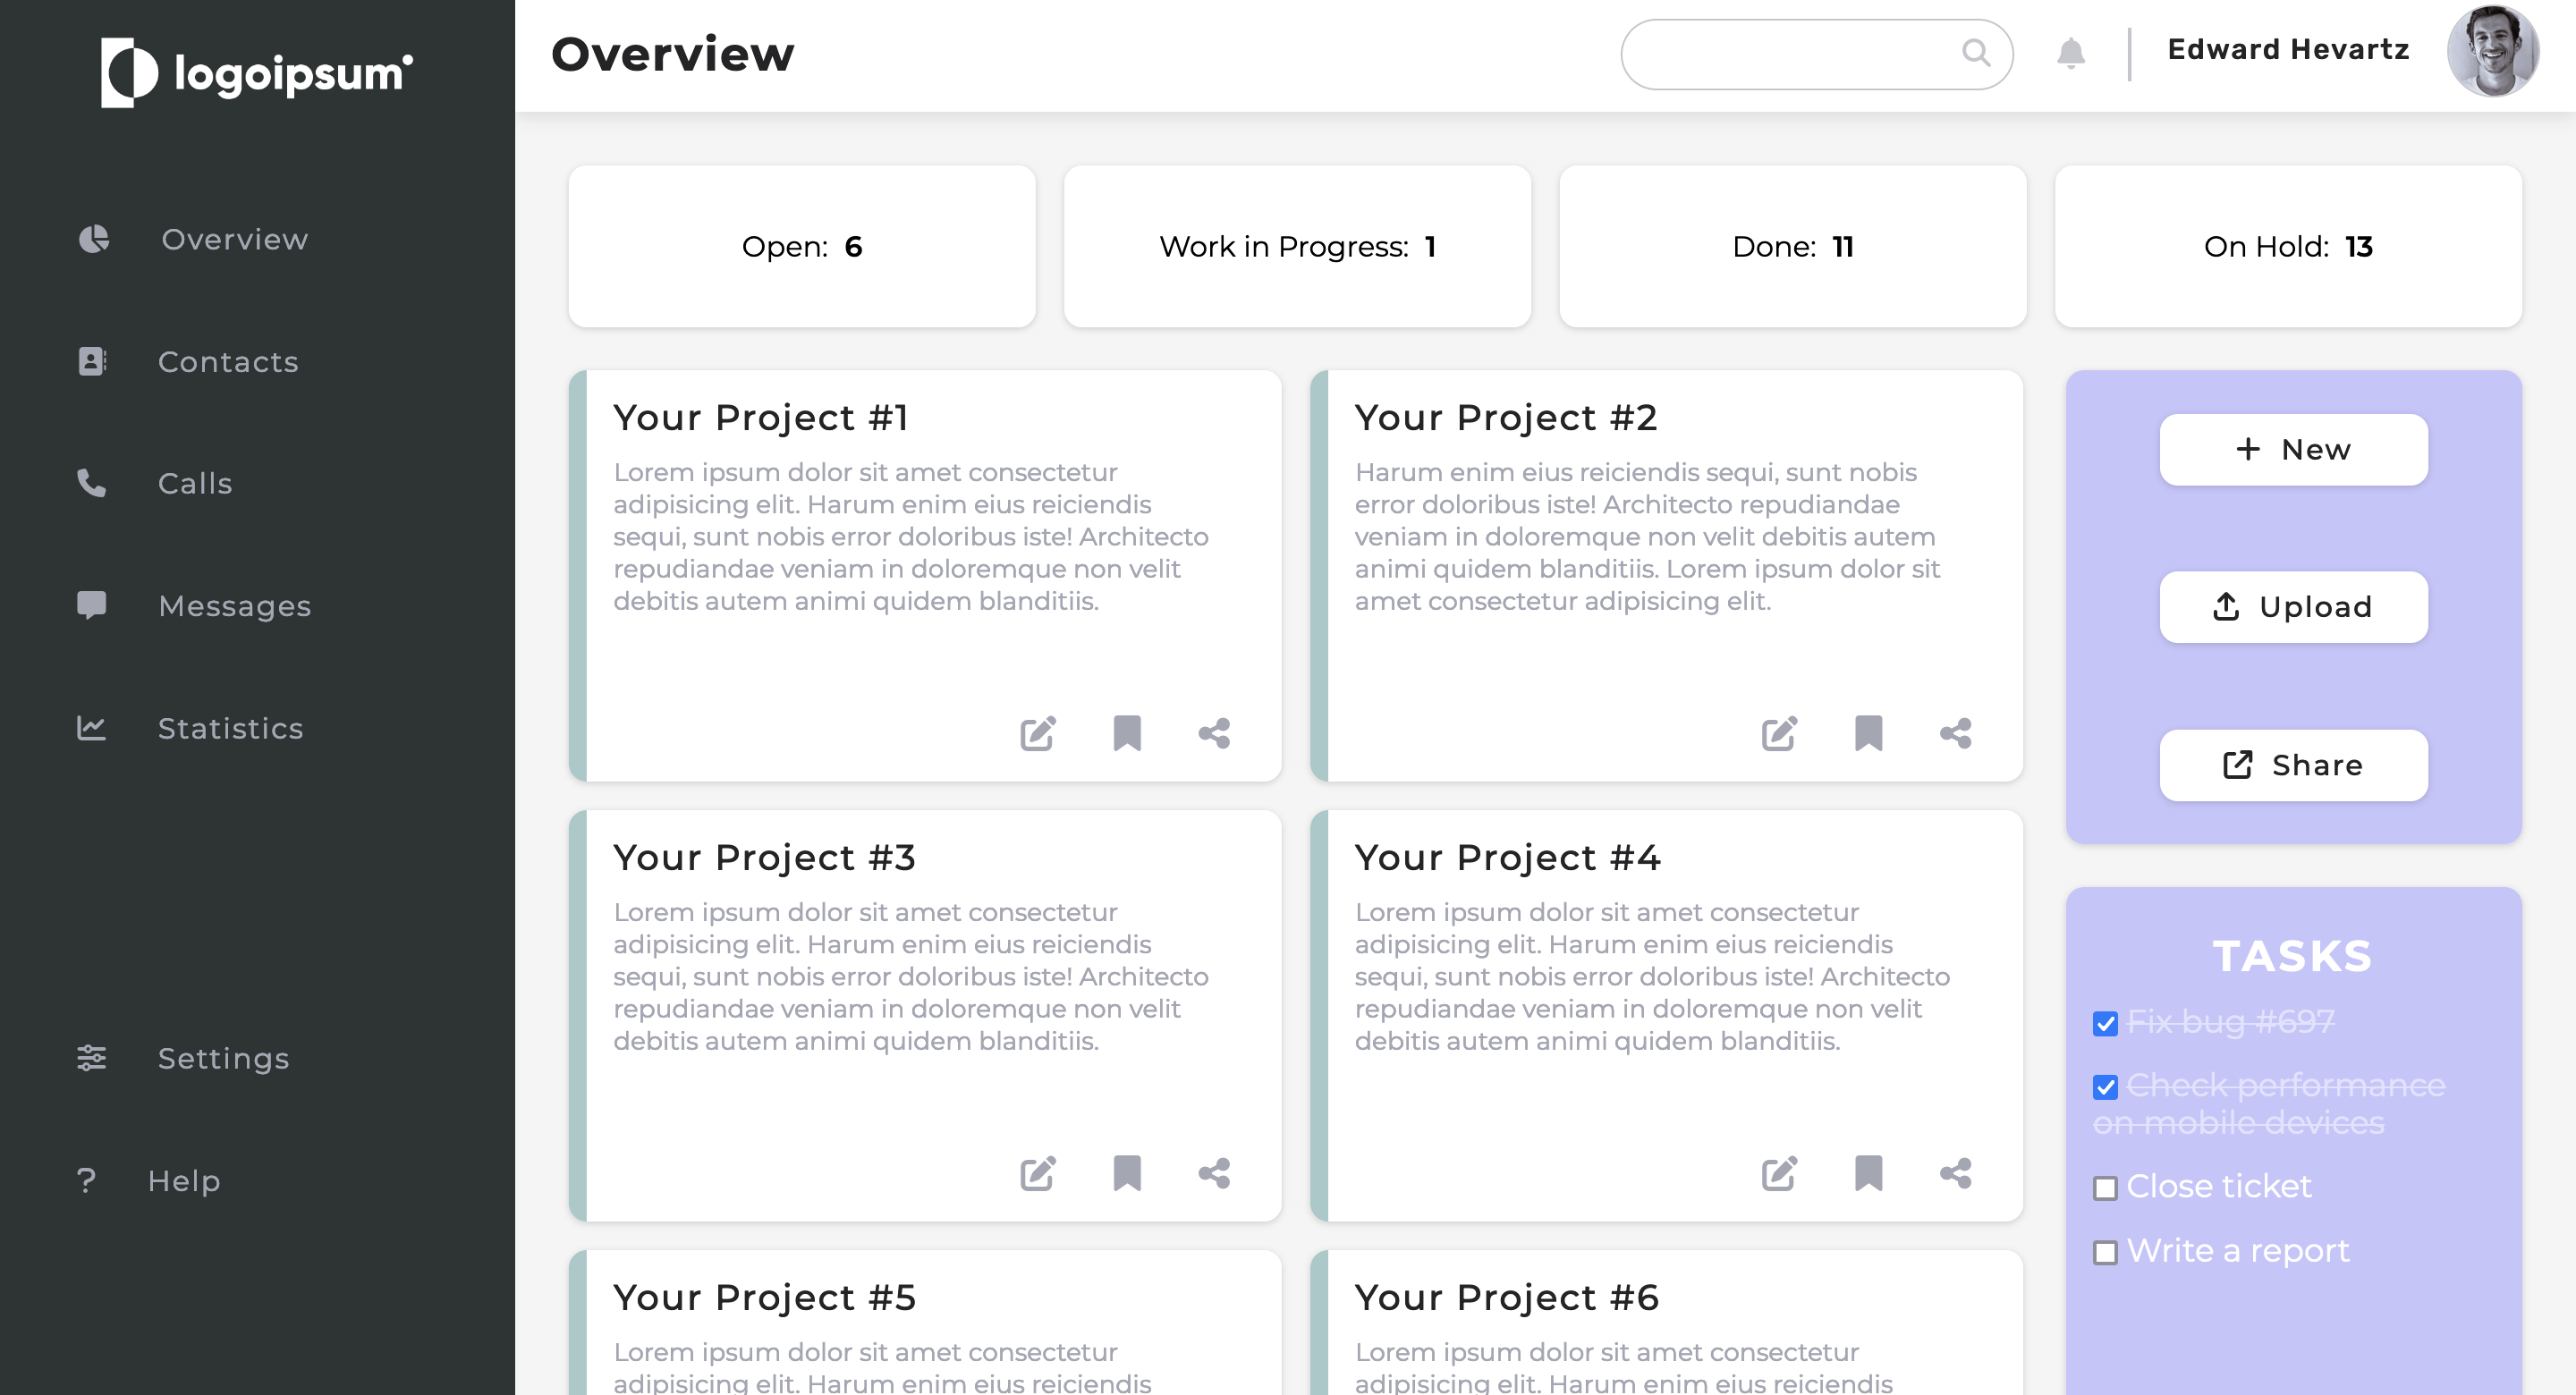 logoipsum
Overview
Contacts
Calls
Messages
Statistics
Settings
? Help
Overview
Edward Hevartz
Open: 6
Work in Progress: 1
Done: 11
On Hold: 13
Your Project #1
Lorem ipsum dolor sit amet consectetur
adipisicing elit. Harum enim eius reiciendis
sequi, sunt nobis error doloribus iste! Architecto
repudiandae veniam in doloremque non velit
debitis autem animi quidem blanditiis.
Your Project #2
Harum enim eius reiciendis sequi, sunt nobis
error doloribus iste! Architecto repudiandae
veniam in doloremque non velit debitis autem
animi quidem blanditiis. Lorem ipsum dolor sit
amet consectetur adipisicing elit.
Your Project #3
Lorem ipsum dolor sit amet consectetur
adipisicing elit. Harum enim eius reiciendis
sequi, sunt nobis error doloribus iste! Architecto
repudiandae veniam in doloremque non velit
debitis autem animi quidem blanditiis.
Your Project #4
Lorem ipsum dolor sit amet consectetur
adipisicing elit. Harum enim eius reiciendis
sequi, sunt nobis error doloribus iste! Architecto
repudiandae veniam in doloremque non velit
debitis autem animi quidem blanditiis.
Your Project #5
Lorem ipsum dolor sit amet consectetur
adipisicing elit. Harum enim eius reiciendis
Your Project #6
Lorem ipsum dolor sit amet consectetur
adipisicing elit. Harum enim eius reiciendis
+ New
Upload
Share
TASKS
Fix bug #697
Check performance
on mobile devices
Close ticket
Write a report